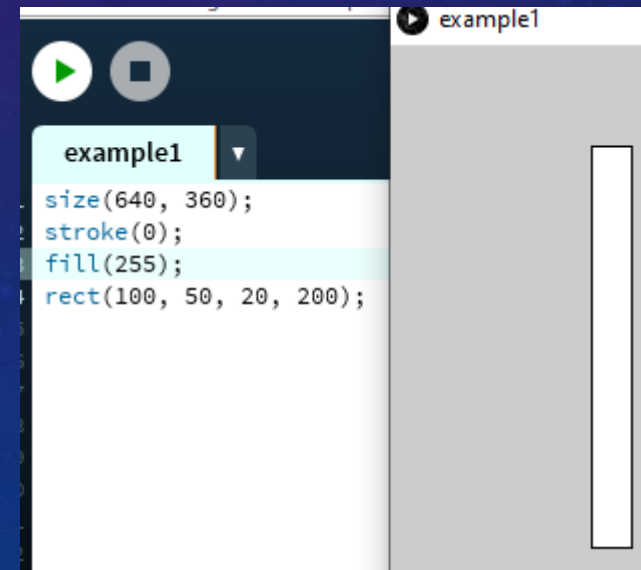 example1
example1
size(640, 360);
stroke(0);
fill(255);
rect(100, 50, 20, 200);